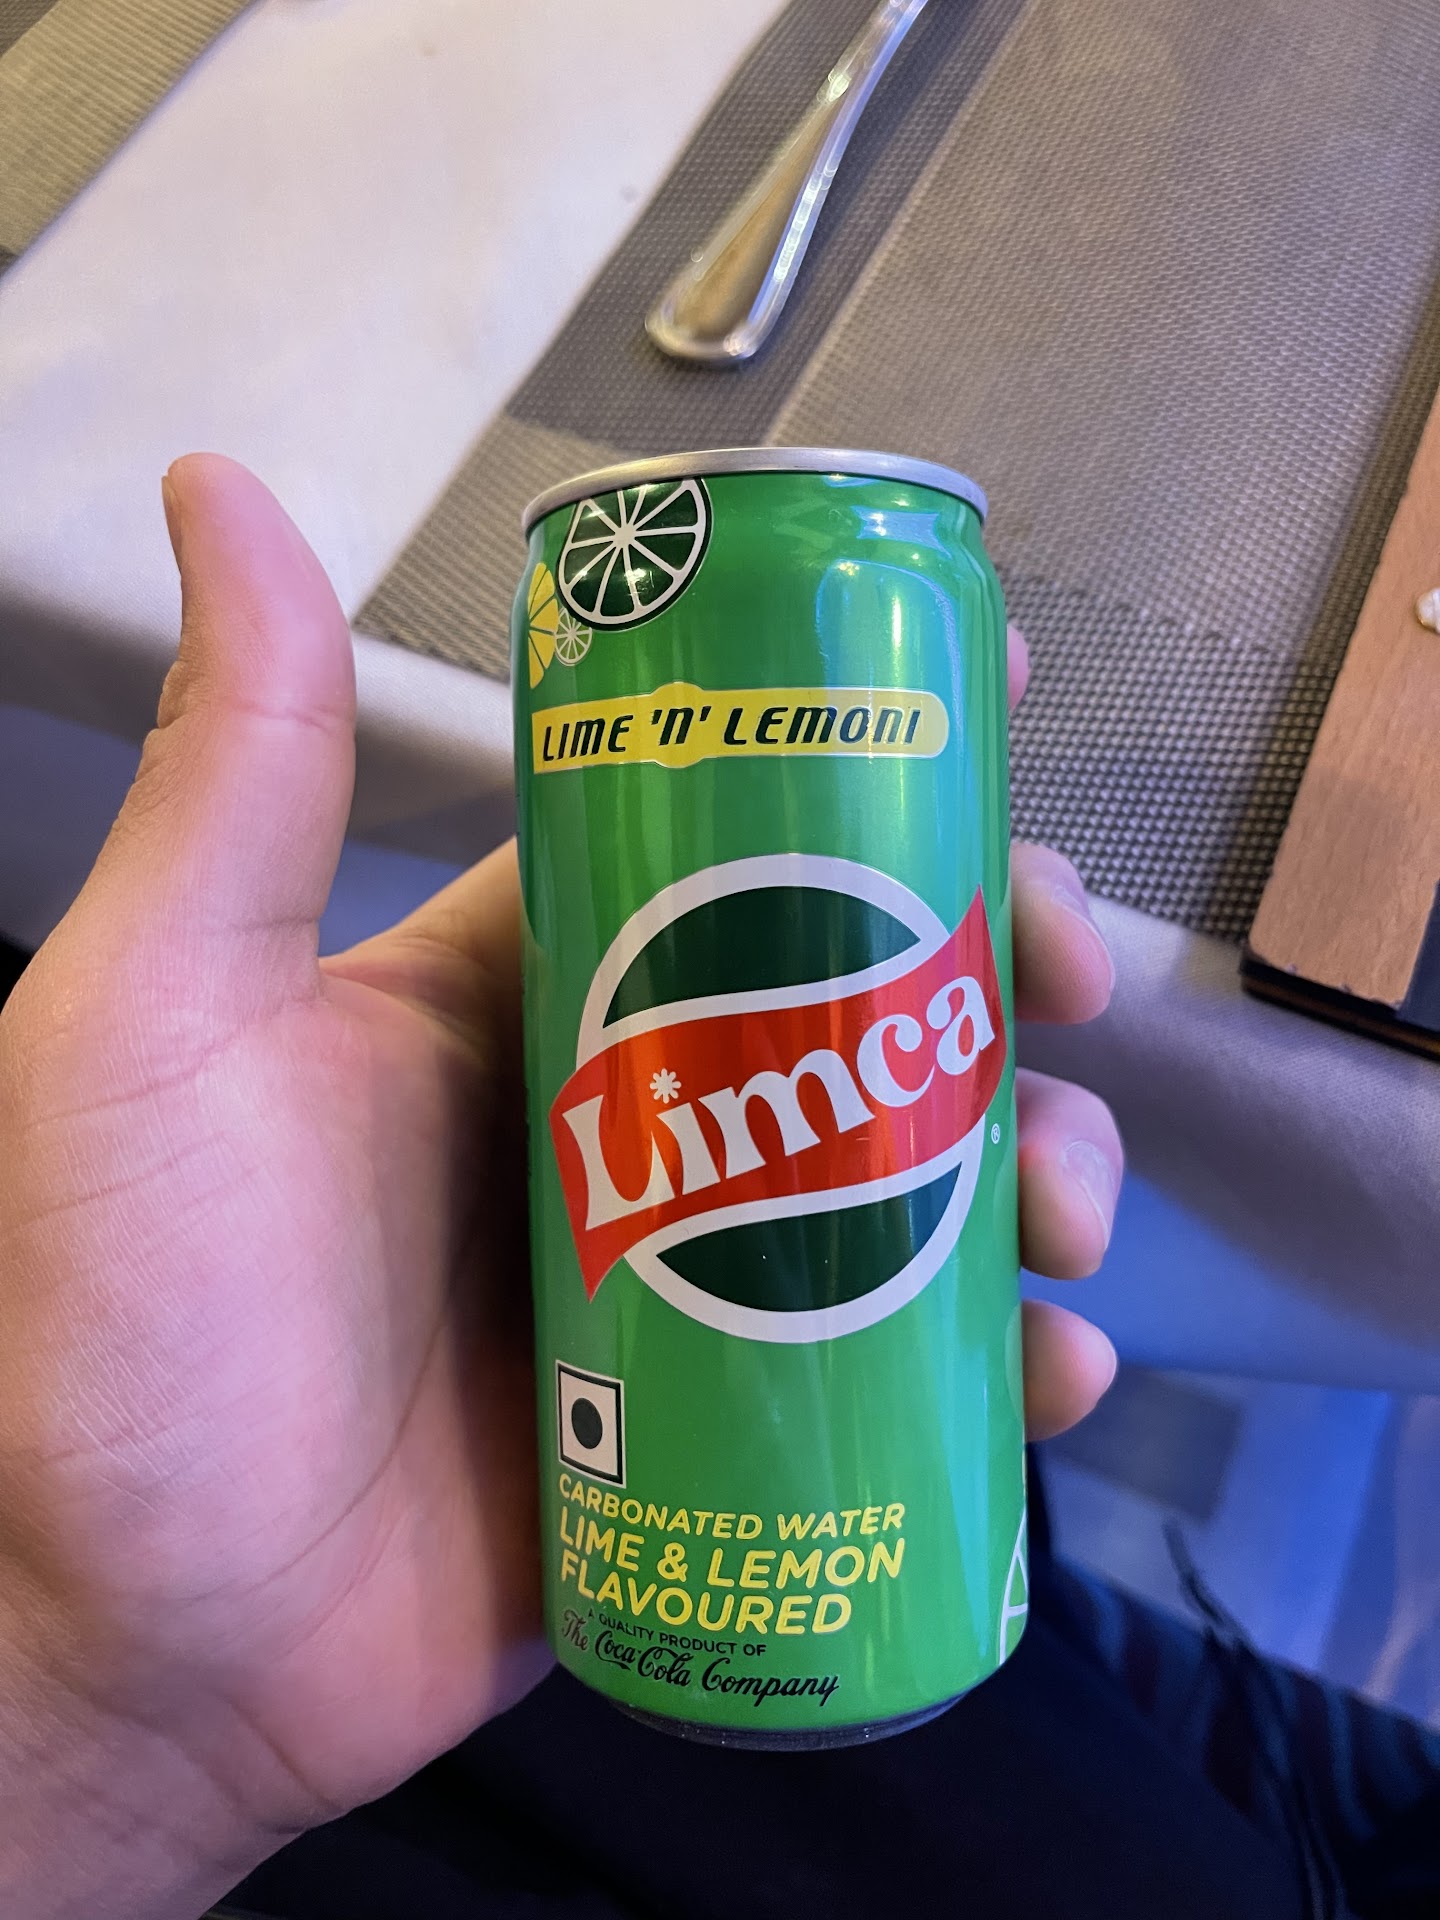 LIME 'N' LEMONI
Limca
®
CARBONATED WATER
LIME & LEMON
FLAVOURED
A QUALITY PRODUCT OF
The Coca-Cola Company